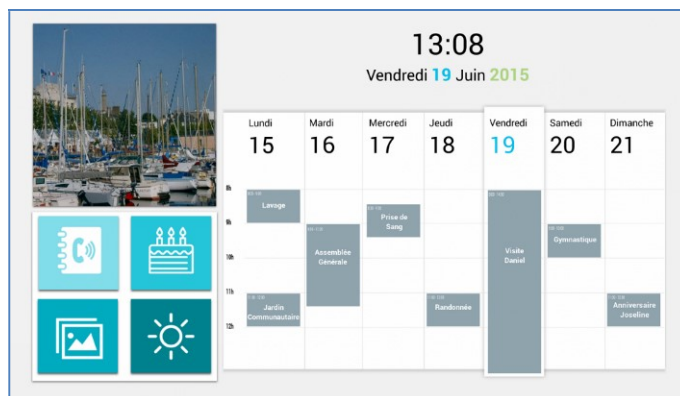 13:08
Vendredi 19 Juin 2015
Lundi
15
Mardi
16
Mercredi
17
Jeudi
18
Vendredi
19
Samedi
20
Dimanche
21
8h
9h
10h
11h
12h
Lavage
Jardin
Communautaire
Assemblée
Générale
Prise de
Sang
Randonnée
Visite
Daniel
Gymnastique
Anniversaire
Joseline